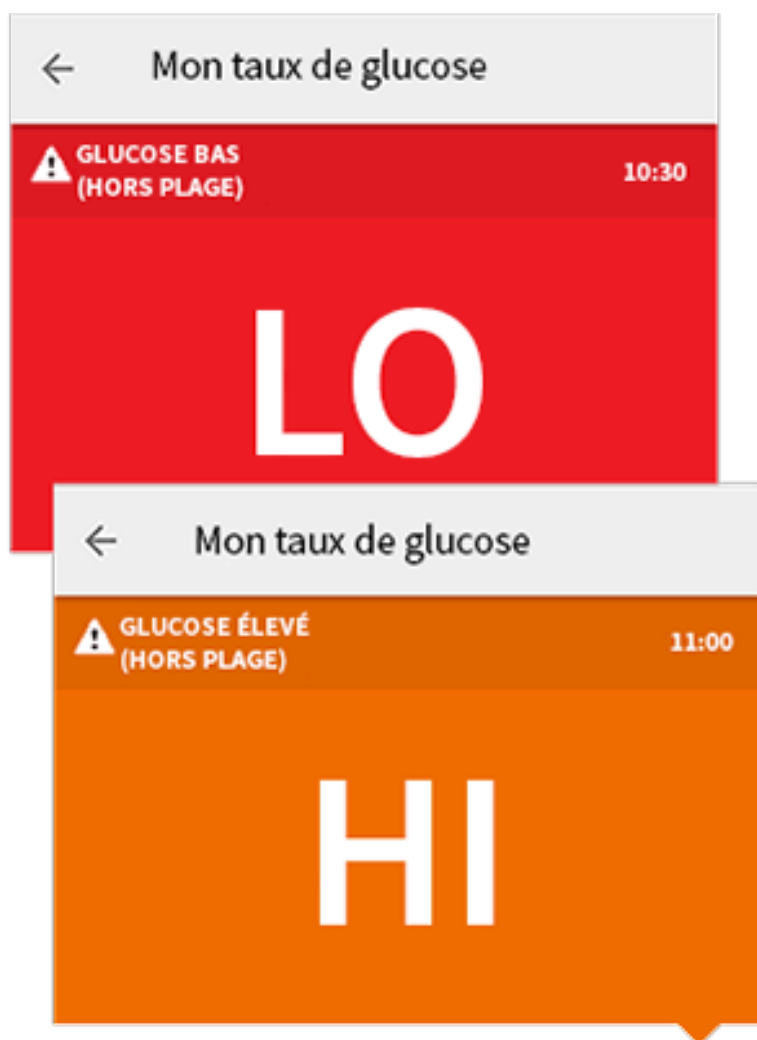 Mon taux de glucose
GLUCOSE BAS
(HORS PLAGE)
10:30
LO
Mon taux de glucose
GLUCOSE ÉLEVÉ
(HORS PLAGE)
11:00
HI